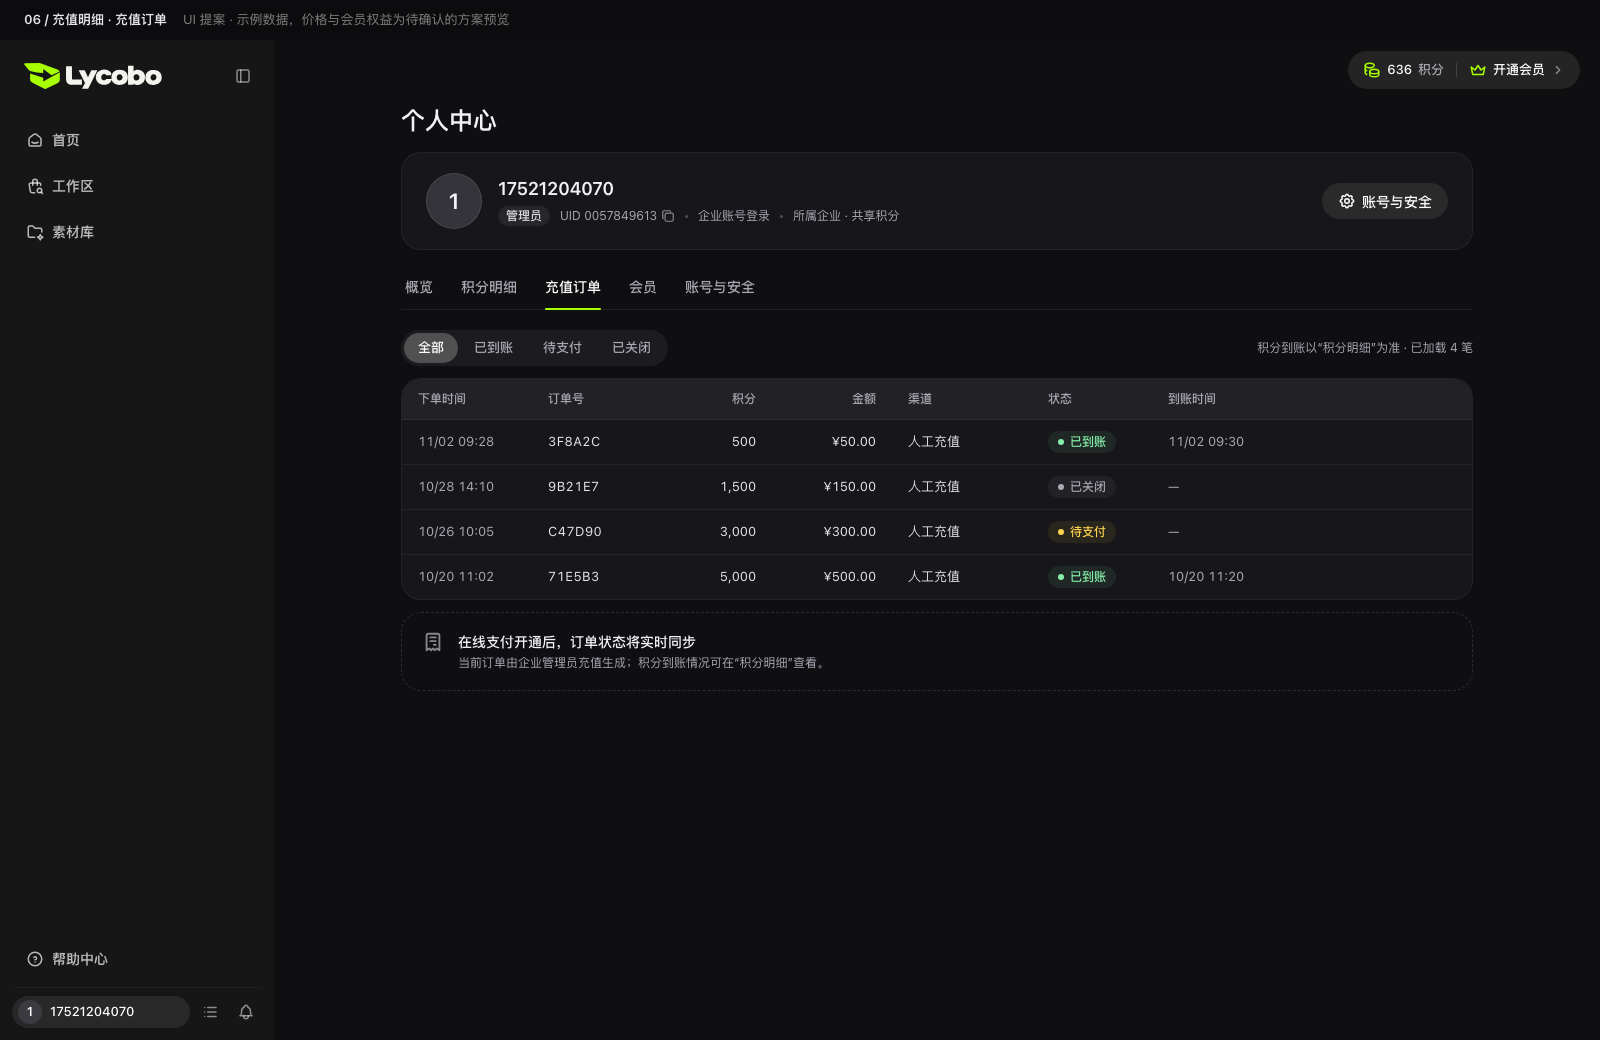 06 / 充值明细 · 充值订单 UI 提案 · 示例数据，价格与会员权益为待确认的方案预览
Lycobo
636 积分 开通会员
首页
工作区
素材库
个人中心
1
17521204070
管理员 UID 0057849613 • 企业账号登录 • 所属企业 · 共享积分
账号与安全
概览 积分明细 充值订单 会员 账号与安全
全部 已到账 待支付 已关闭
积分到账以“积分明细”为准 · 已加载 4 笔
下单时间 订单号 积分 金额 渠道 状态 到账时间
11/02 09:28 3F8A2C 500 ¥50.00 人工充值 已到账 11/02 09:30
10/28 14:10 9B21E7 1,500 ¥150.00 人工充值 已关闭 —
10/26 10:05 C47D90 3,000 ¥300.00 人工充值 待支付 —
10/20 11:02 71E5B3 5,000 ¥500.00 人工充值 已到账 10/20 11:20
在线支付开通后，订单状态将实时同步
当前订单由企业管理员充值生成；积分到账情况可在“积分明细”查看。
帮助中心
1 17521204070